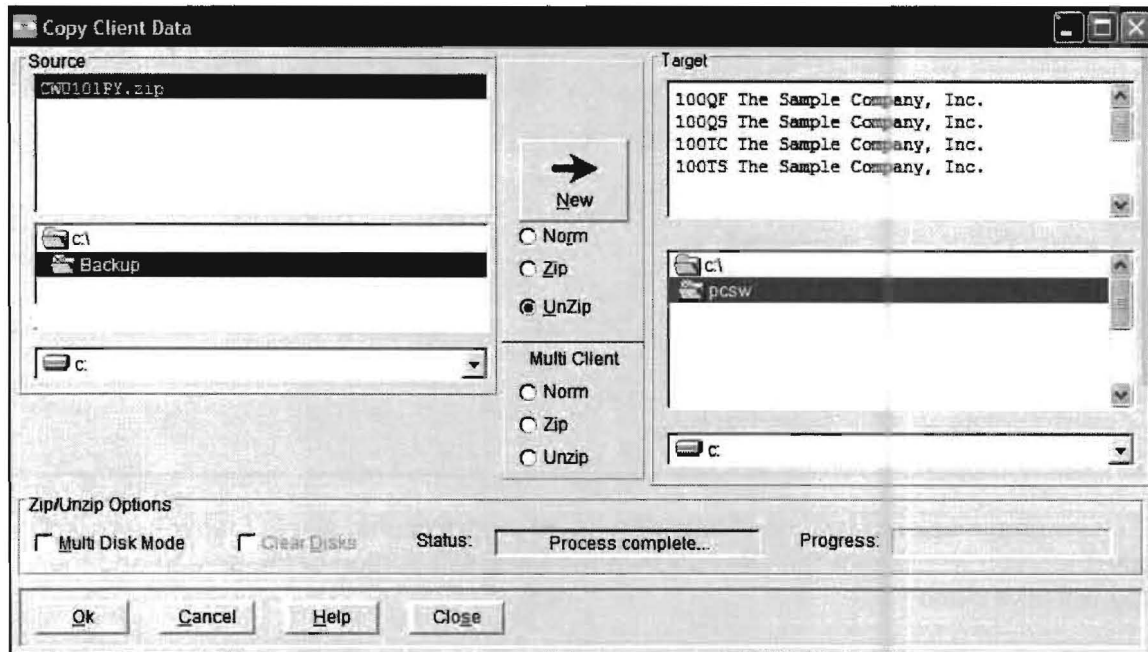 Copy Client Data
Source
CWU101PY.zip
c:\
Backup
c:
New
Norm
Zip
UnZip
Multi Client
Norm
Zip
Unzip
Target
100QF The Sample Company, Inc.
100QS The Sample Company, Inc.
100TC The Sample Company, Inc.
100TS The Sample Company, Inc.
c:\
pcsw
c:
Zip/Unzip Options
Multi Disk Mode
Clear Disks
Status:
Process complete...
Progress:
Ok
Cancel
Help
Close